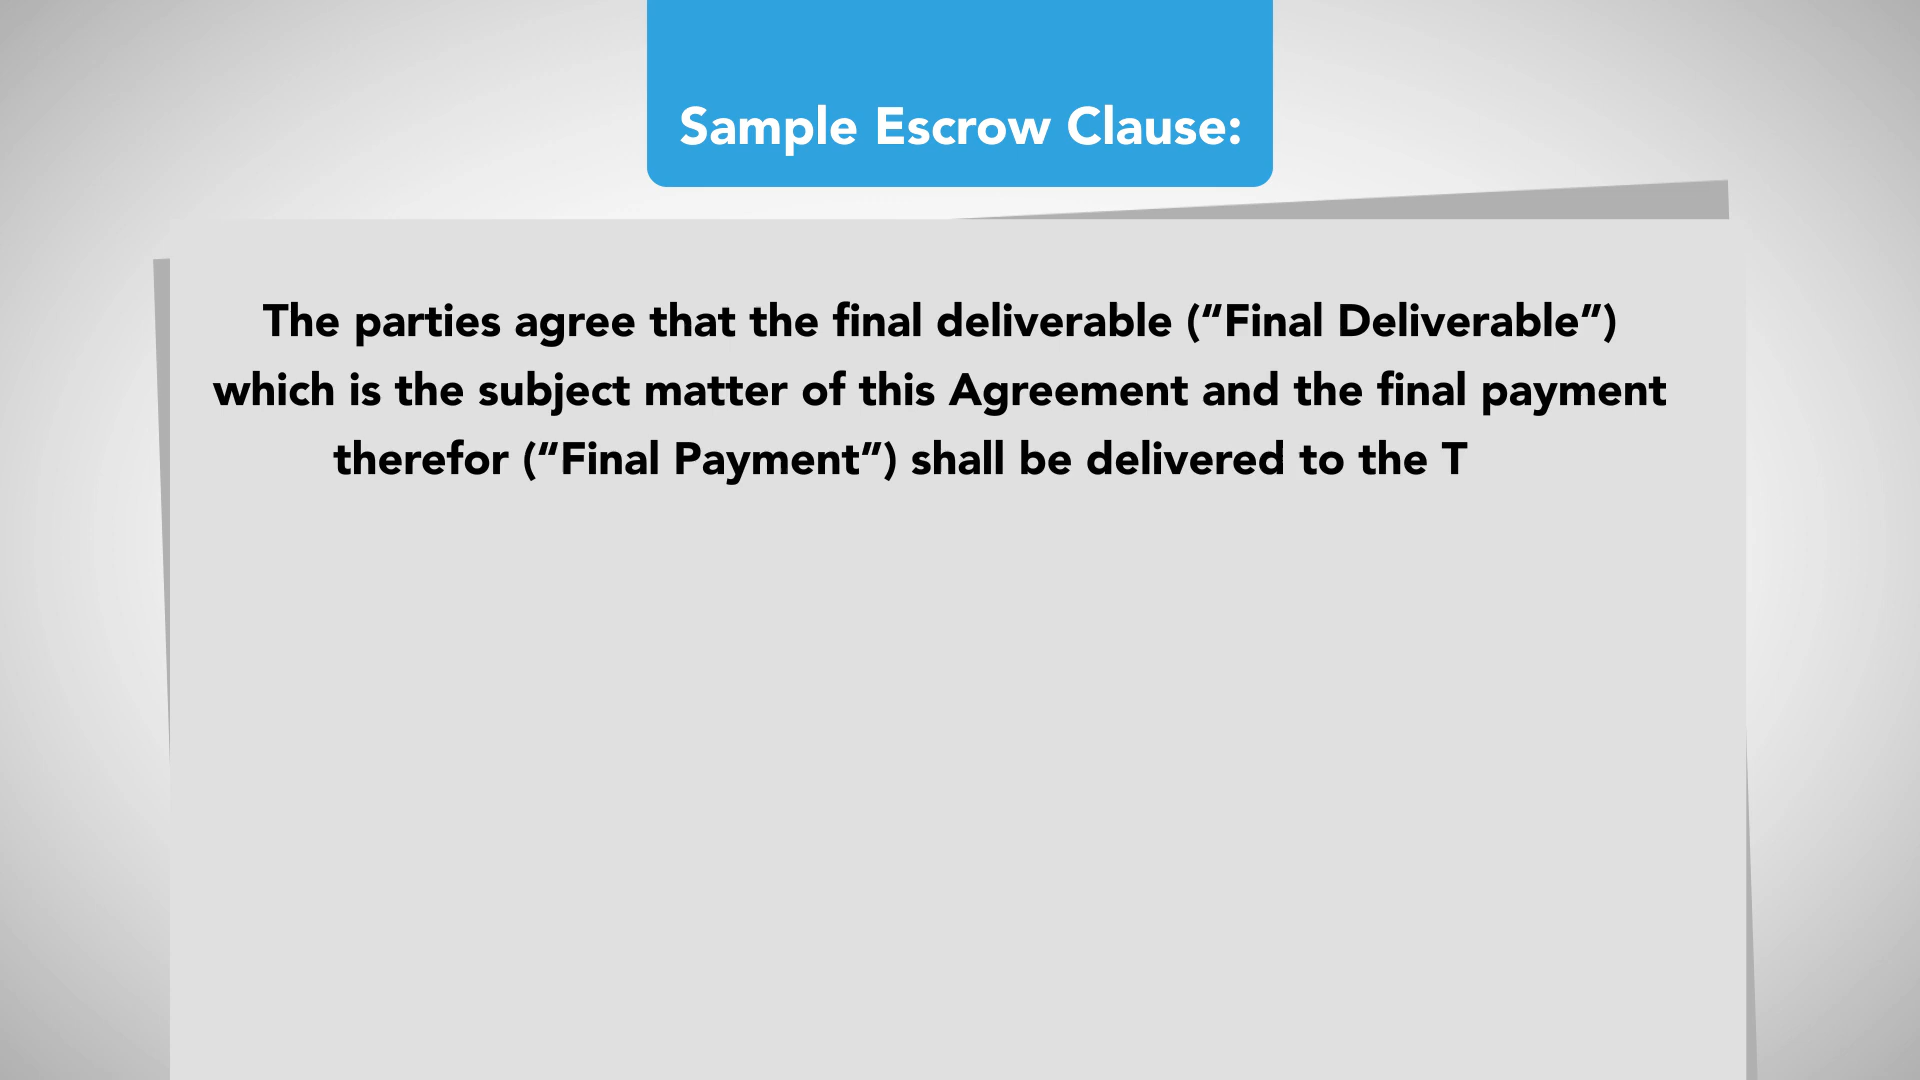 Sample Escrow Clause:
The parties agree that the final deliverable (“Final Deliverable”)
which is the subject matter of this Agreement and the final payment
therefor (“Final Payment”) shall be delivered to the T